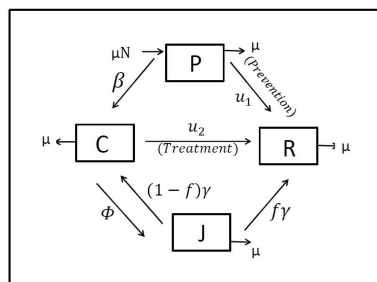 μN
P
μ
β
(Prevention)
u₁
μ
C
u₂
(Treatment)
R
μ
Φ
(1−f)γ
fγ
J
μ